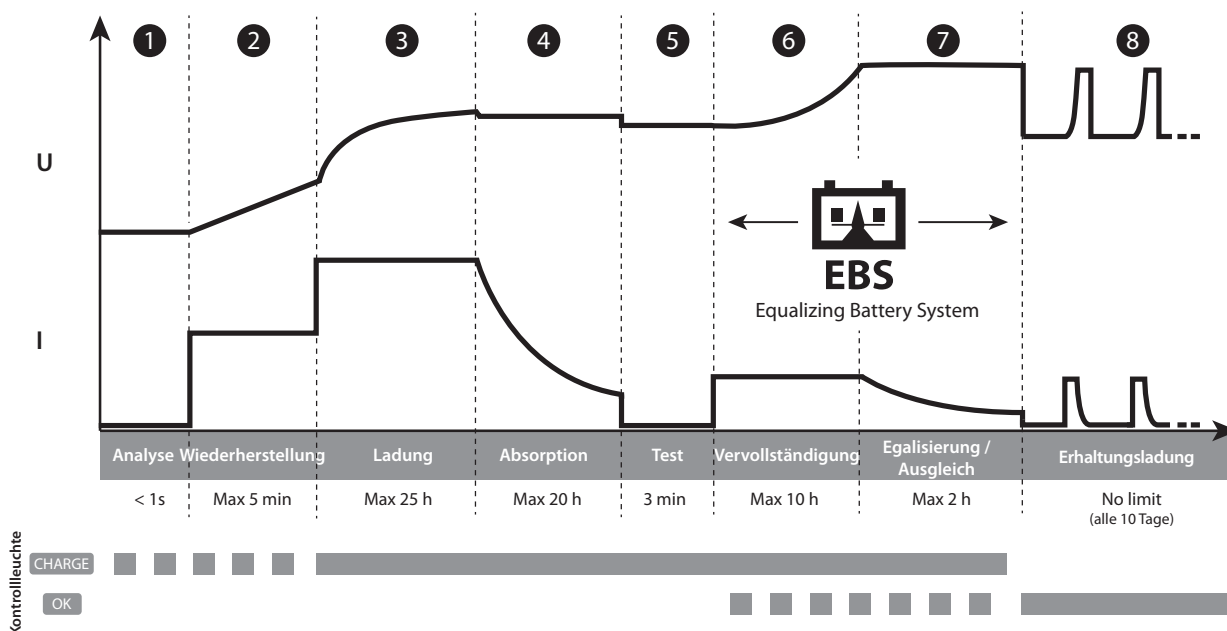 1 2 3 4 5 6 7 8
U
EBS
Equalizing Battery System
I
Analyse Wiederherstellung Ladung Absorption Test Vervollständigung Egalisierung / Ausgleich Erhaltungsladung
< 1s Max 5 min Max 25 h Max 20 h 3 min Max 10 h Max 2 h No limit
(alle 10 Tage)
Kontrollleuchte
CHARGE
OK